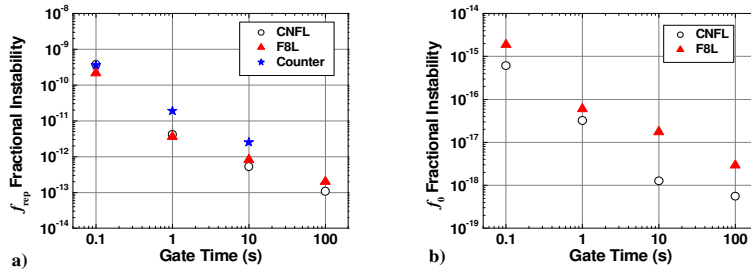 a)
f_rep Fractional Instability
10^-8
10^-9
10^-10
10^-11
10^-12
10^-13
10^-14
CNFL
F8L
Counter
0.1 1 10 100
Gate Time (s)
b)
f_0 Fractional Instability
10^-14
10^-15
10^-16
10^-17
10^-18
10^-19
CNFL
F8L
0.1 1 10 100
Gate Time (s)